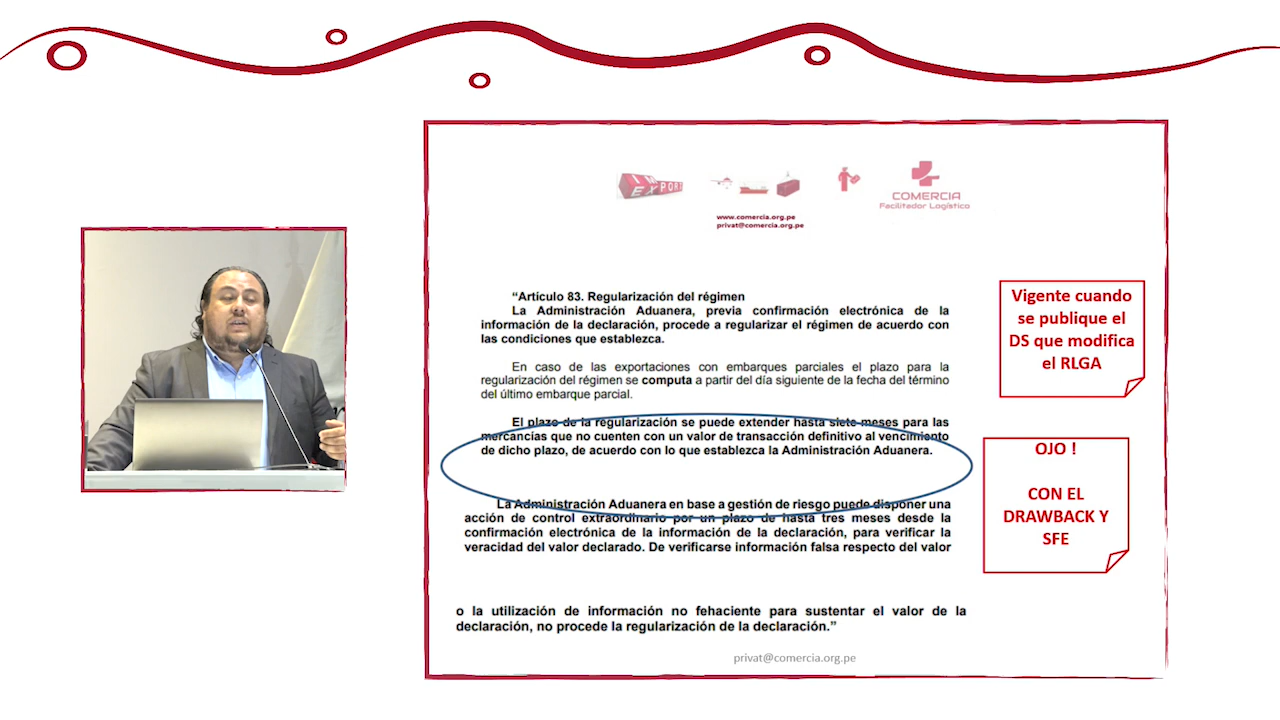 IM
EXPORT
COMERCIA
Facilitador Logístico
www.comercia.org.pe
privat@comercia.org.pe
“Artículo 83. Regularización del régimen
La Administración Aduanera, previa confirmación electrónica de la
información de la declaración, procede a regularizar el régimen de acuerdo con
las condiciones que establezca.
En caso de las exportaciones con embarques parciales el plazo para la
regularización del régimen se computa a partir del día siguiente de la fecha del término
del último embarque parcial.
El plazo de la regularización se puede extender hasta siete meses para las
mercancías que no cuenten con un valor de transacción definitivo al vencimiento
de dicho plazo, de acuerdo con lo que establezca la Administración Aduanera.
La Administración Aduanera en base a gestión de riesgo puede disponer una
acción de control extraordinario por un plazo de hasta tres meses desde la
confirmación electrónica de la información de la declaración, para verificar la
veracidad del valor declarado. De verificarse información falsa respecto del valor
o la utilización de información no fehaciente para sustentar el valor de la
declaración, no procede la regularización de la declaración.”
privat@comercia.org.pe
Vigente cuando
se publique el
DS que modifica
el RLGA
OJO !
CON EL
DRAWBACK Y
SFE